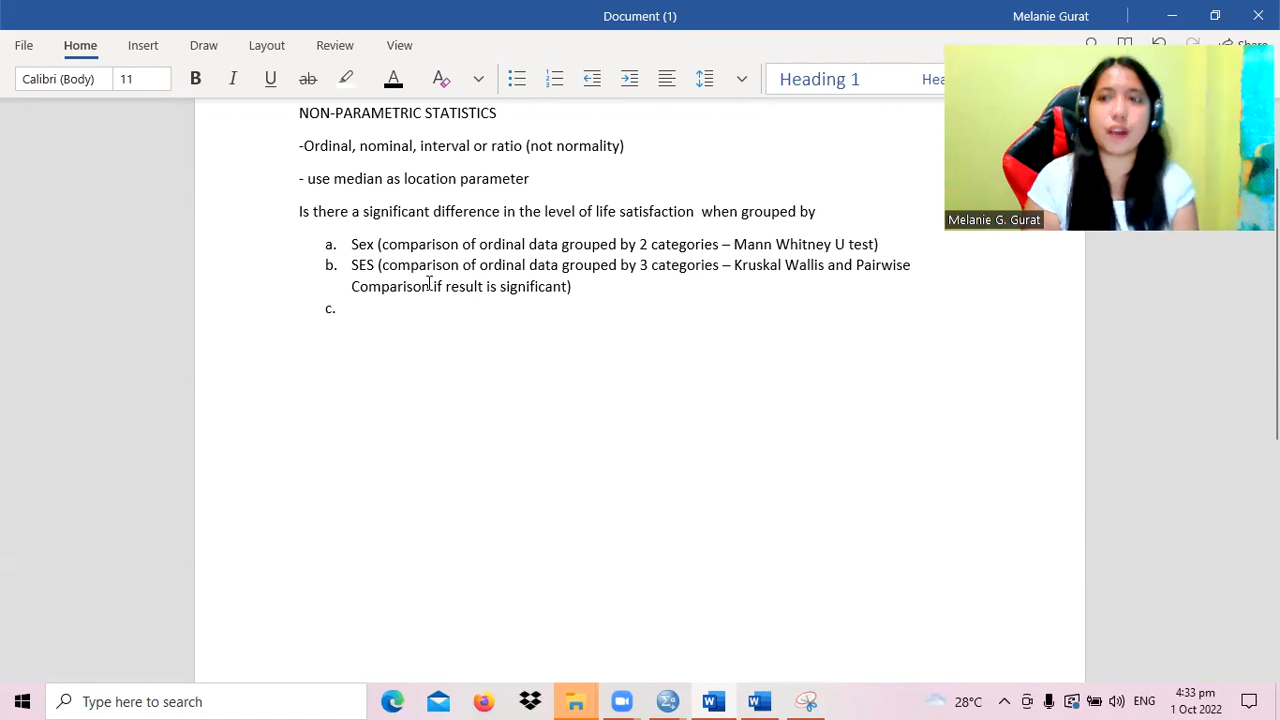 Document (1)
Melanie Gurat
File Home Insert Draw Layout Review View
Calibri (Body) 11 B I U ab A A Heading 1 Hea
NON-PARAMETRIC STATISTICS
-Ordinal, nominal, interval or ratio (not normality)
- use median as location parameter
Is there a significant difference in the level of life satisfaction when grouped by
a. Sex (comparison of ordinal data grouped by 2 categories – Mann Whitney U test)
b. SES (comparison of ordinal data grouped by 3 categories – Kruskal Wallis and Pairwise
Comparison if result is significant)
c.
Melanie G. Gurat
Type here to search
28°C
ENG
4:33 pm
1 Oct 2022